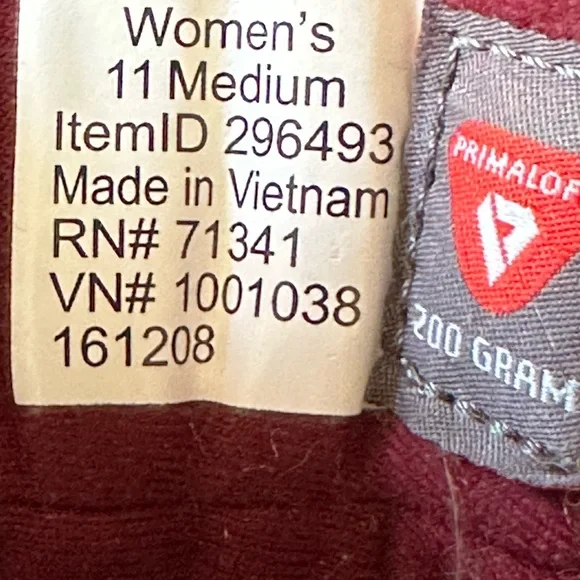 Women's
11 Medium
ItemID 296493
Made in Vietnam
RN# 71341
VN# 1001038
161208
PRIMALOF
200 GRAM